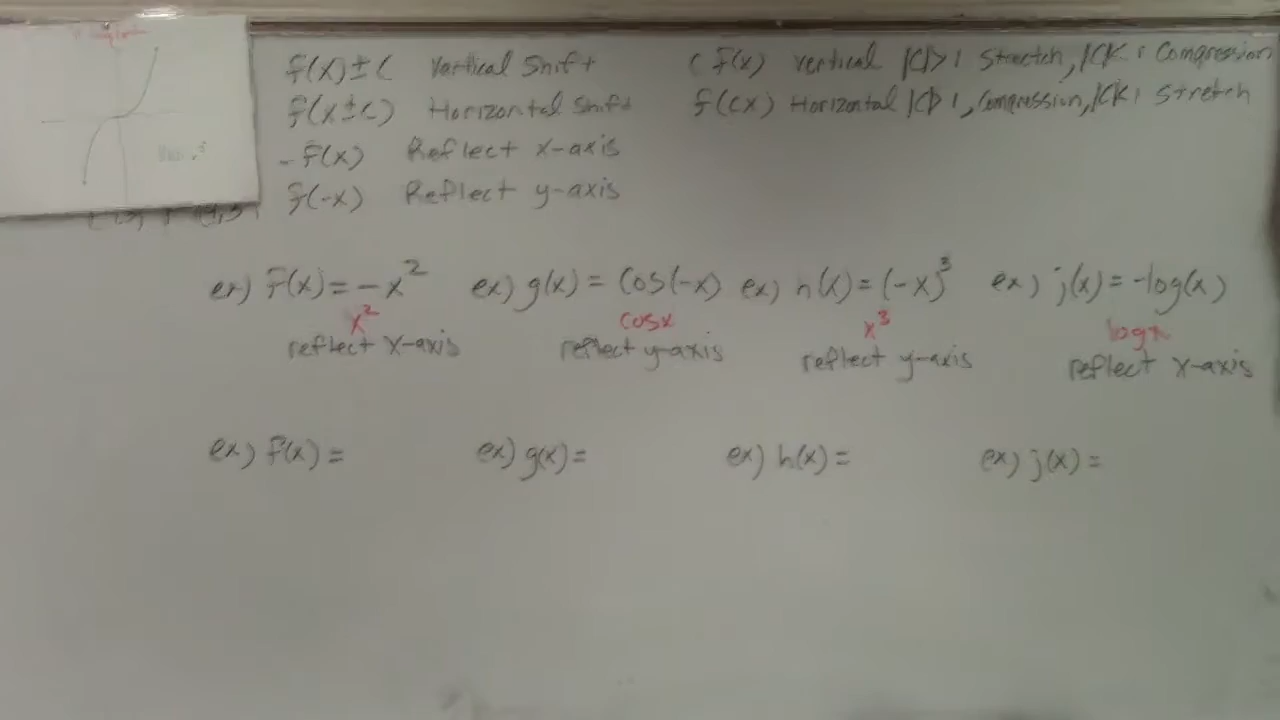 f(x) ± C Vertical Shift
f(x±c) Horizontal Shift
-f(x) Reflect x-axis
f(-x) Reflect y-axis
C f(x) Vertical |C|>1 Stretch, |C|<1 Compression
f(cx) Horizontal |C|>1, Compression, |C|<1 Stretch
ex) f(x) = -x²
x²
reflect x-axis
ex) g(x) = cos(-x)
cosx
reflect y-axis
ex) h(x) = (-x)³
x³
reflect y-axis
ex) j(x) = -log(x)
logx
reflect x-axis
ex) f(x) =
ex) g(x) =
ex) h(x) =
ex) j(x) =